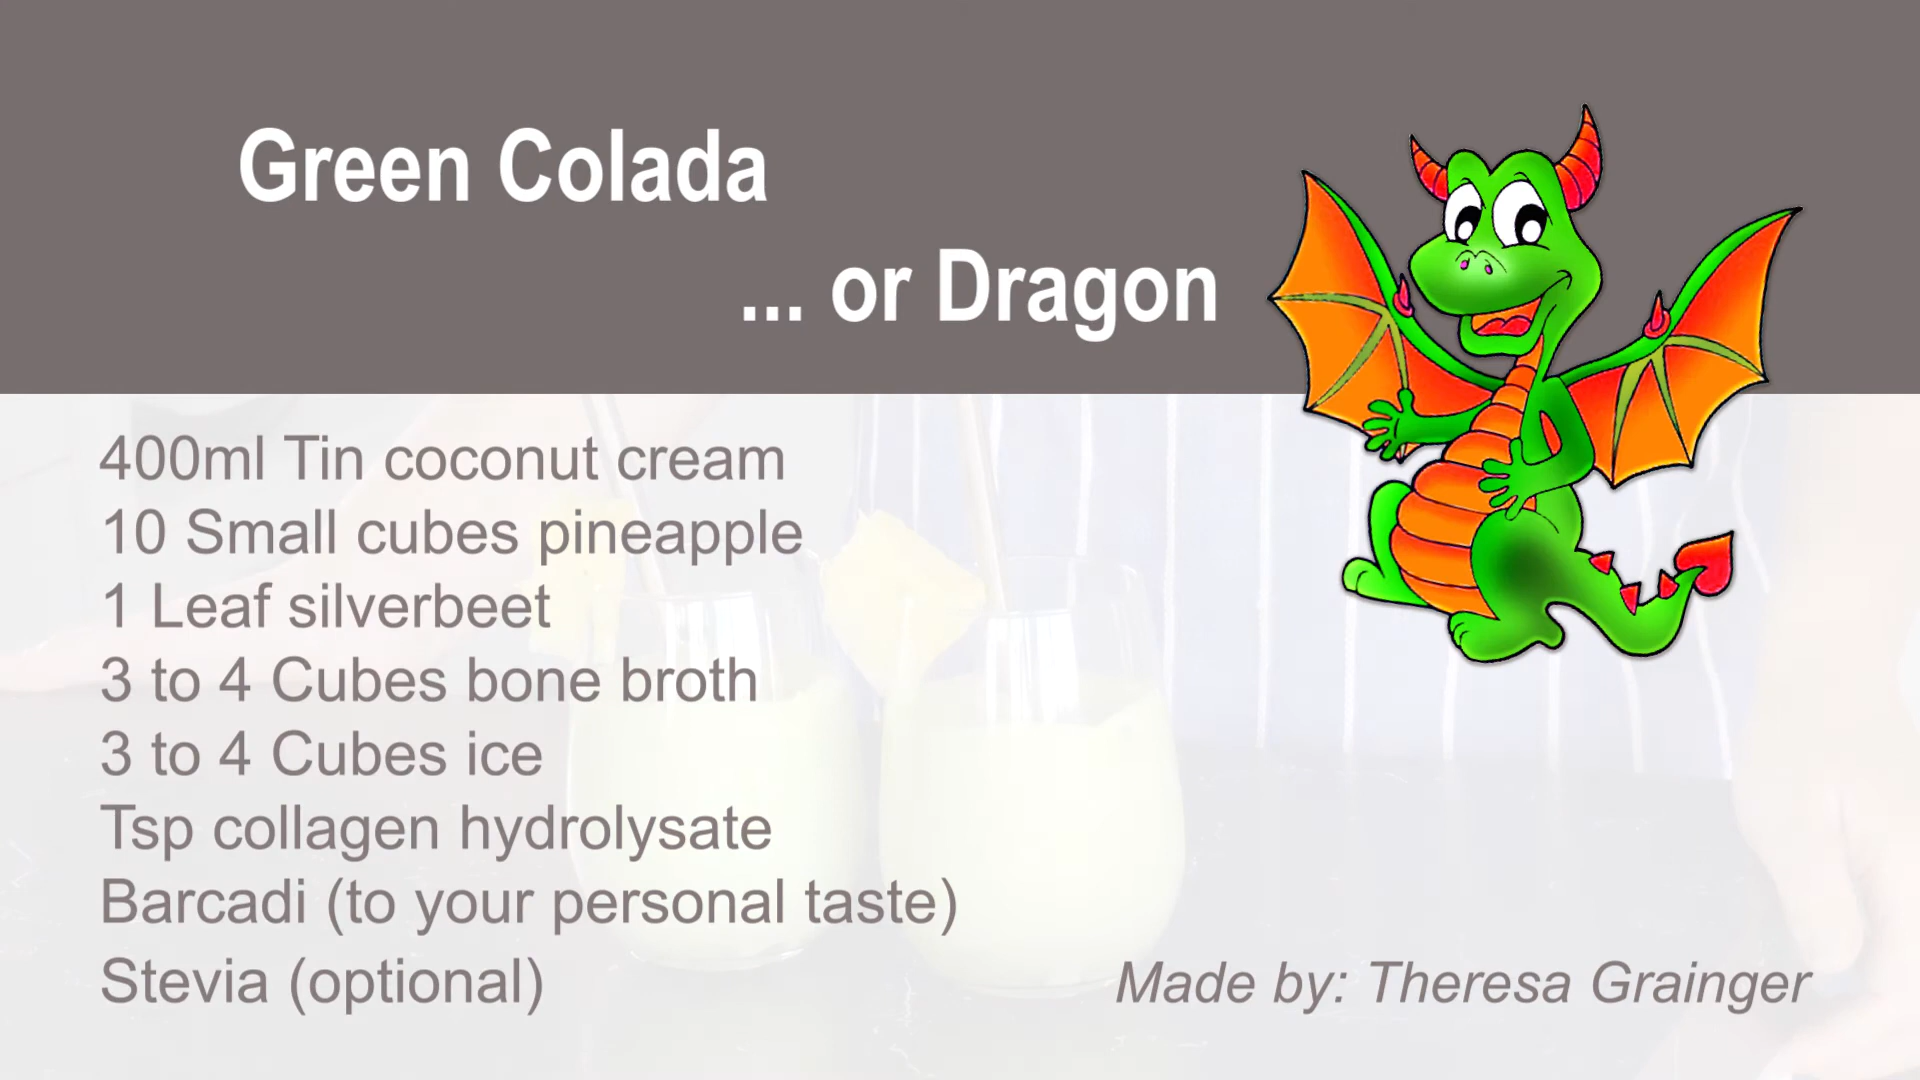 Green Colada
... or Dragon
400ml Tin coconut cream
10 Small cubes pineapple
1 Leaf silverbeet
3 to 4 Cubes bone broth
3 to 4 Cubes ice
Tsp collagen hydrolysate
Barcadi (to your personal taste)
Stevia (optional)
Made by: Theresa Grainger